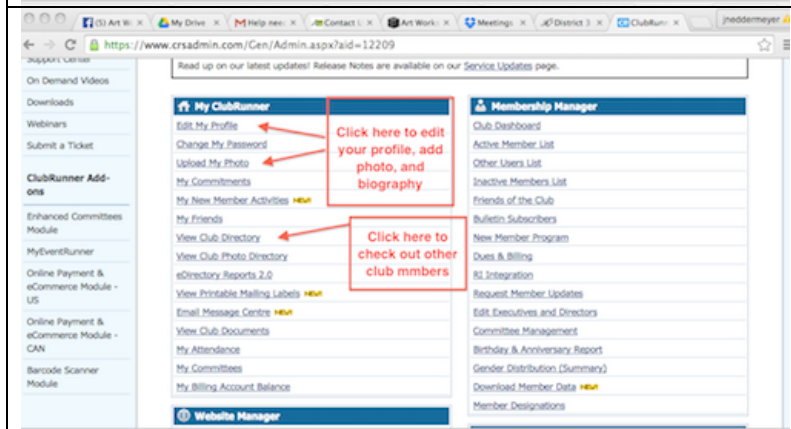 (S) Art W
My Drive
Help nee
Contact U
Art Works
Meetings
District 3
ClubRunn
jneddermeyer
https://www.crsadmin.com/Gen/Admin.aspx?aid=12209
Support Center
On Demand Videos
Downloads
Webinars
Submit a Ticket
ClubRunner Add-
ons
Enhanced Committees
Module
MyEventRunner
Online Payment &
eCommerce Module -
US
Online Payment &
eCommerce Module -
CAN
Barcode Scanner
Module
Read up on our latest updates! Release Notes are available on our Service Updates page.
My ClubRunner
Edit My Profile
Change My Password
Upload My Photo
My Commitments
My New Member Activities NEW!
My Friends
View Club Directory
View Club Photo Directory
eDirectory Reports 2.0
View Printable Mailing Labels NEW!
Email Message Centre NEW!
View Club Documents
My Attendance
My Committees
My Billing Account Balance
Website Manager
Click here to edit
your profile, add
photo, and
biography
Click here to
check out other
club mmbers
Membership Manager
Club Dashboard
Active Member List
Other Users List
Inactive Members List
Friends of the Club
Bulletin Subscribers
New Member Program
Dues & Billing
RI Integration
Request Member Updates
Edit Executives and Directors
Committee Management
Birthday & Anniversary Report
Gender Distribution (Summary)
Download Member Data NEW!
Member Designations